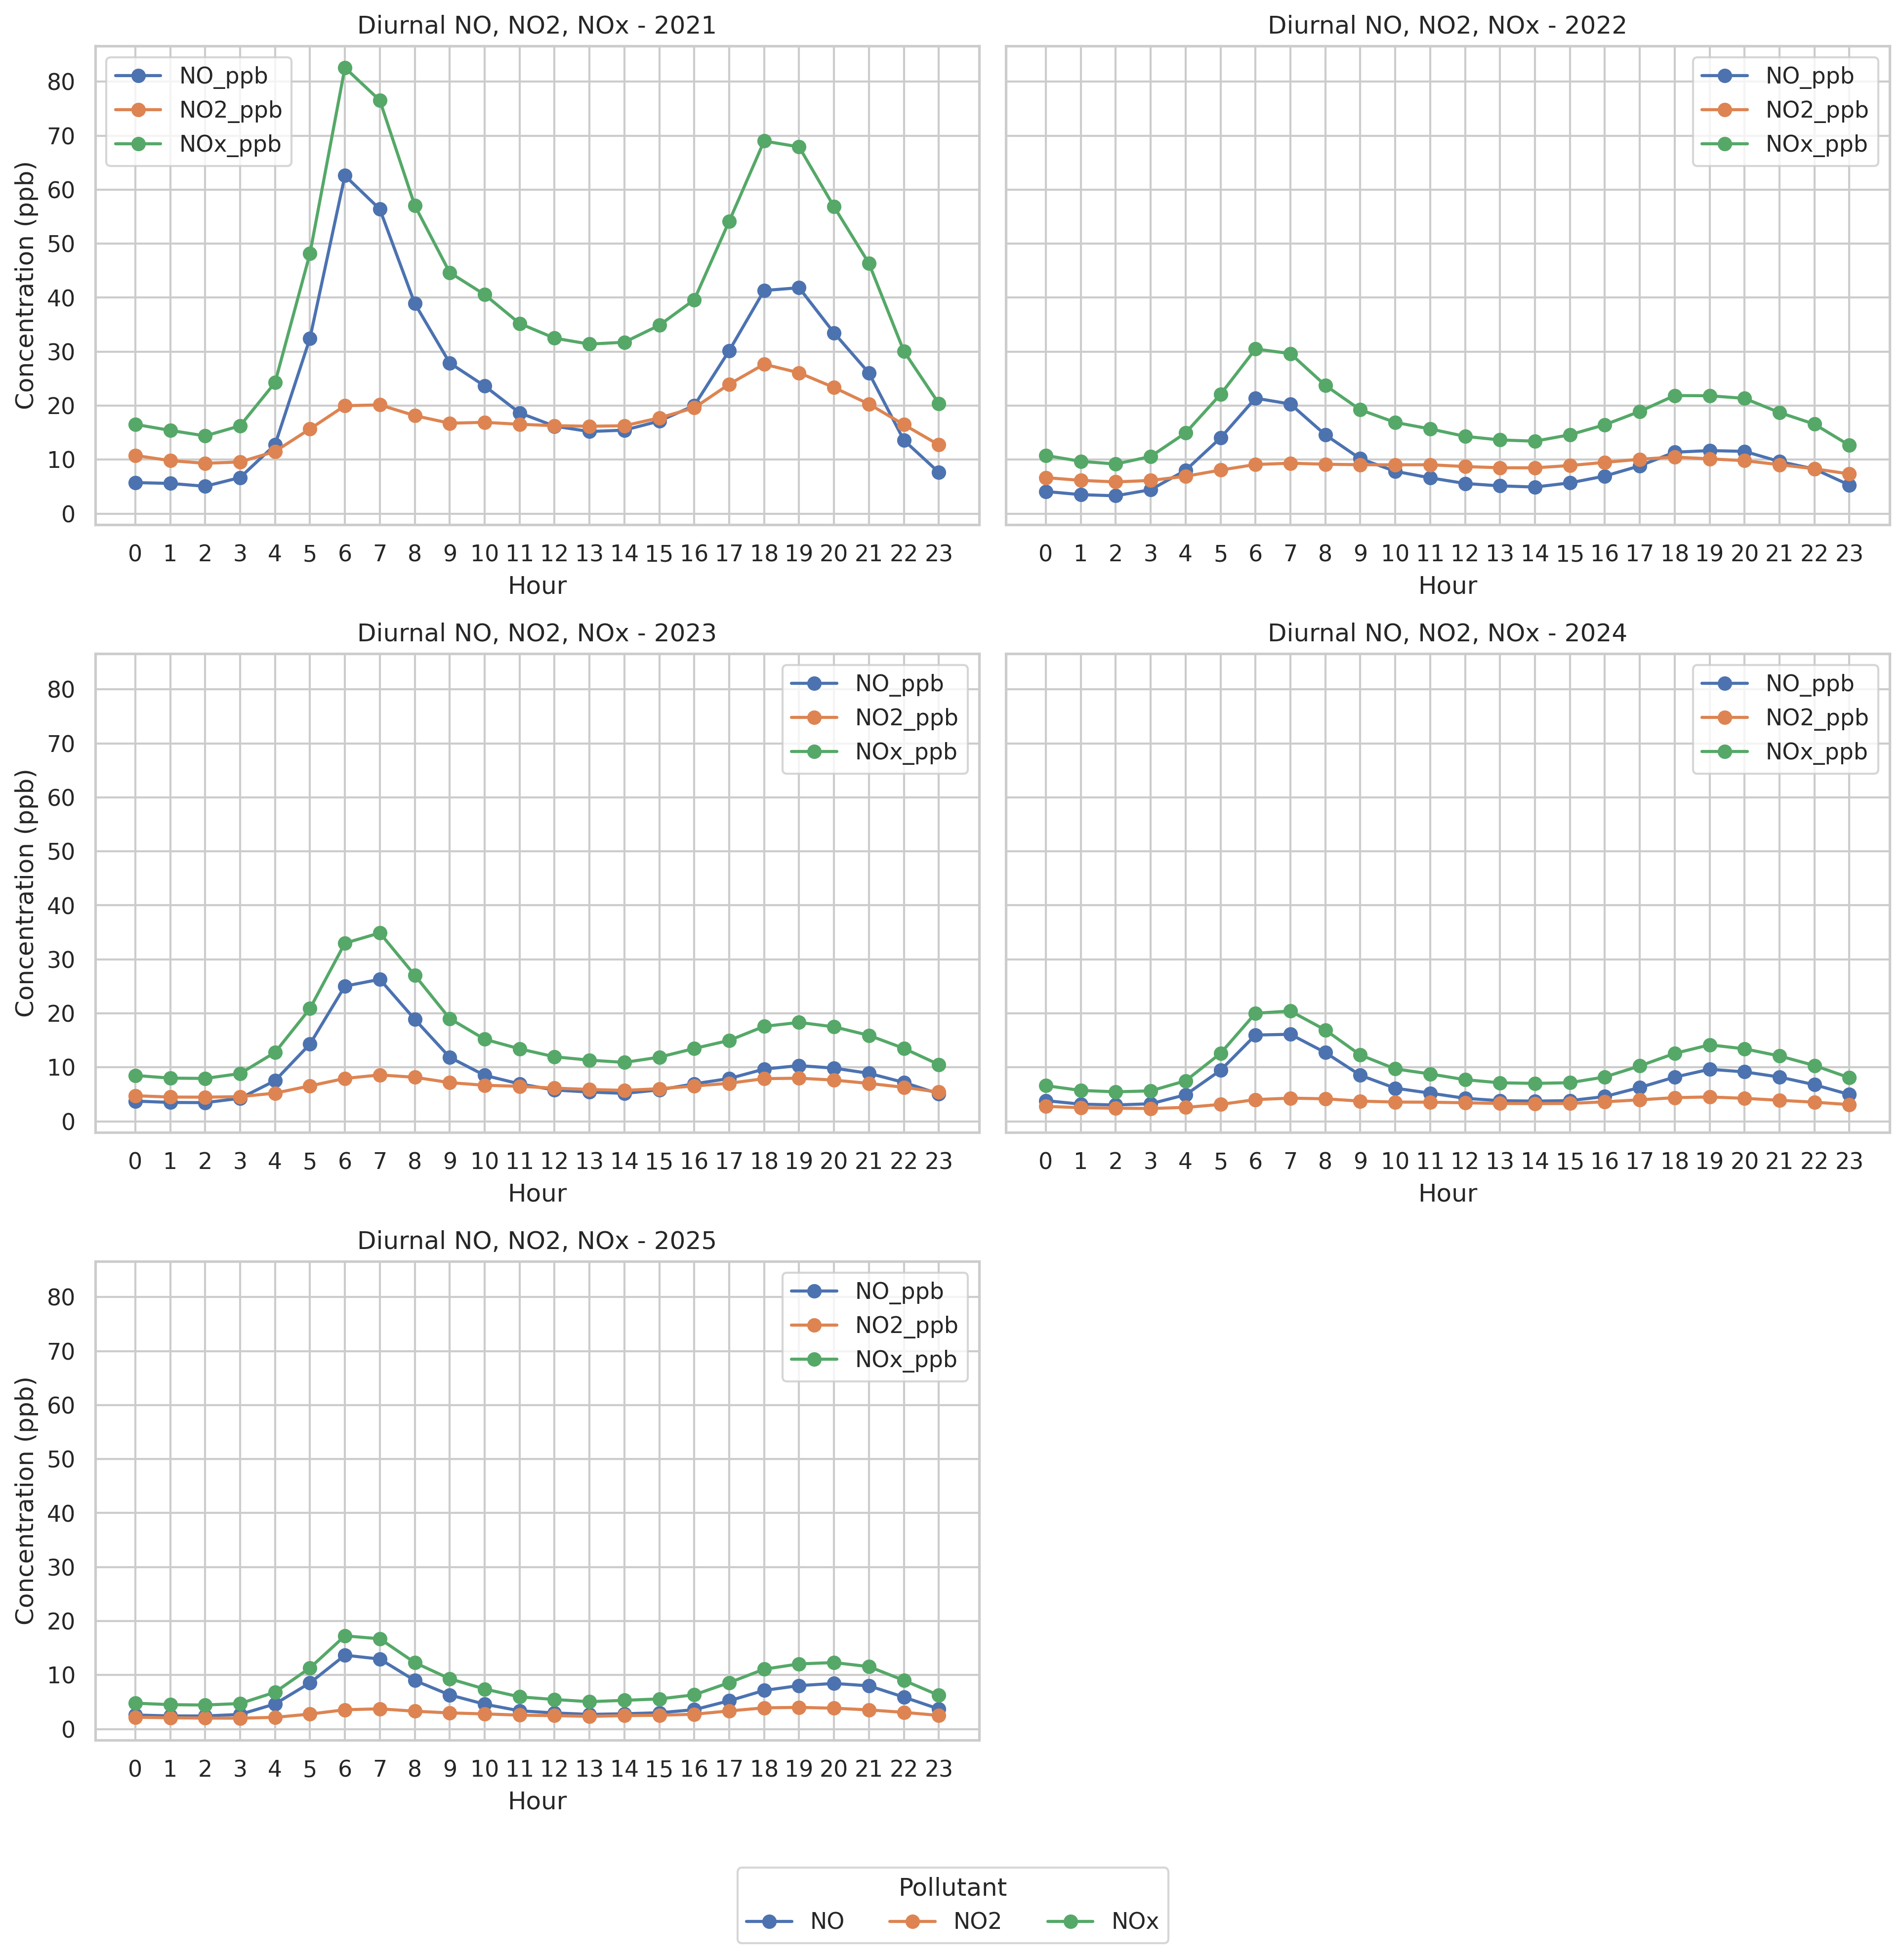 Diurnal NO, NO2, NOx - 2021
NO_ppb
NO2_ppb
NOx_ppb
Concentration (ppb)
80
70
60
50
40
30
20
10
0
0 1 2 3 4 5 6 7 8 9 10 11 12 13 14 15 16 17 18 19 20 21 22 23
Hour
Diurnal NO, NO2, NOx - 2022
NO_ppb
NO2_ppb
NOx_ppb
0 1 2 3 4 5 6 7 8 9 10 11 12 13 14 15 16 17 18 19 20 21 22 23
Hour
Diurnal NO, NO2, NOx - 2023
NO_ppb
NO2_ppb
NOx_ppb
Concentration (ppb)
80
70
60
50
40
30
20
10
0
0 1 2 3 4 5 6 7 8 9 10 11 12 13 14 15 16 17 18 19 20 21 22 23
Hour
Diurnal NO, NO2, NOx - 2024
NO_ppb
NO2_ppb
NOx_ppb
0 1 2 3 4 5 6 7 8 9 10 11 12 13 14 15 16 17 18 19 20 21 22 23
Hour
Diurnal NO, NO2, NOx - 2025
NO_ppb
NO2_ppb
NOx_ppb
Concentration (ppb)
80
70
60
50
40
30
20
10
0
0 1 2 3 4 5 6 7 8 9 10 11 12 13 14 15 16 17 18 19 20 21 22 23
Hour
Pollutant
NO NO2 NOx